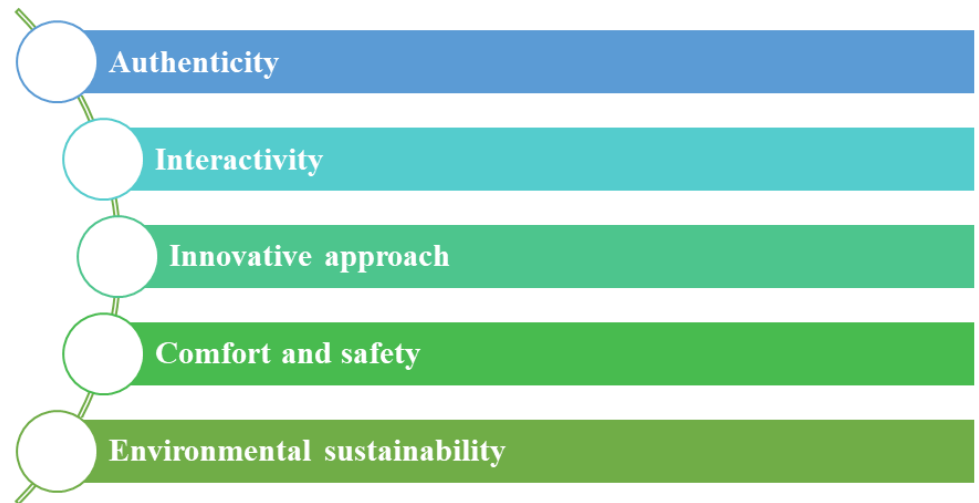 Authenticity
Interactivity
Innovative approach
Comfort and safety
Environmental sustainability